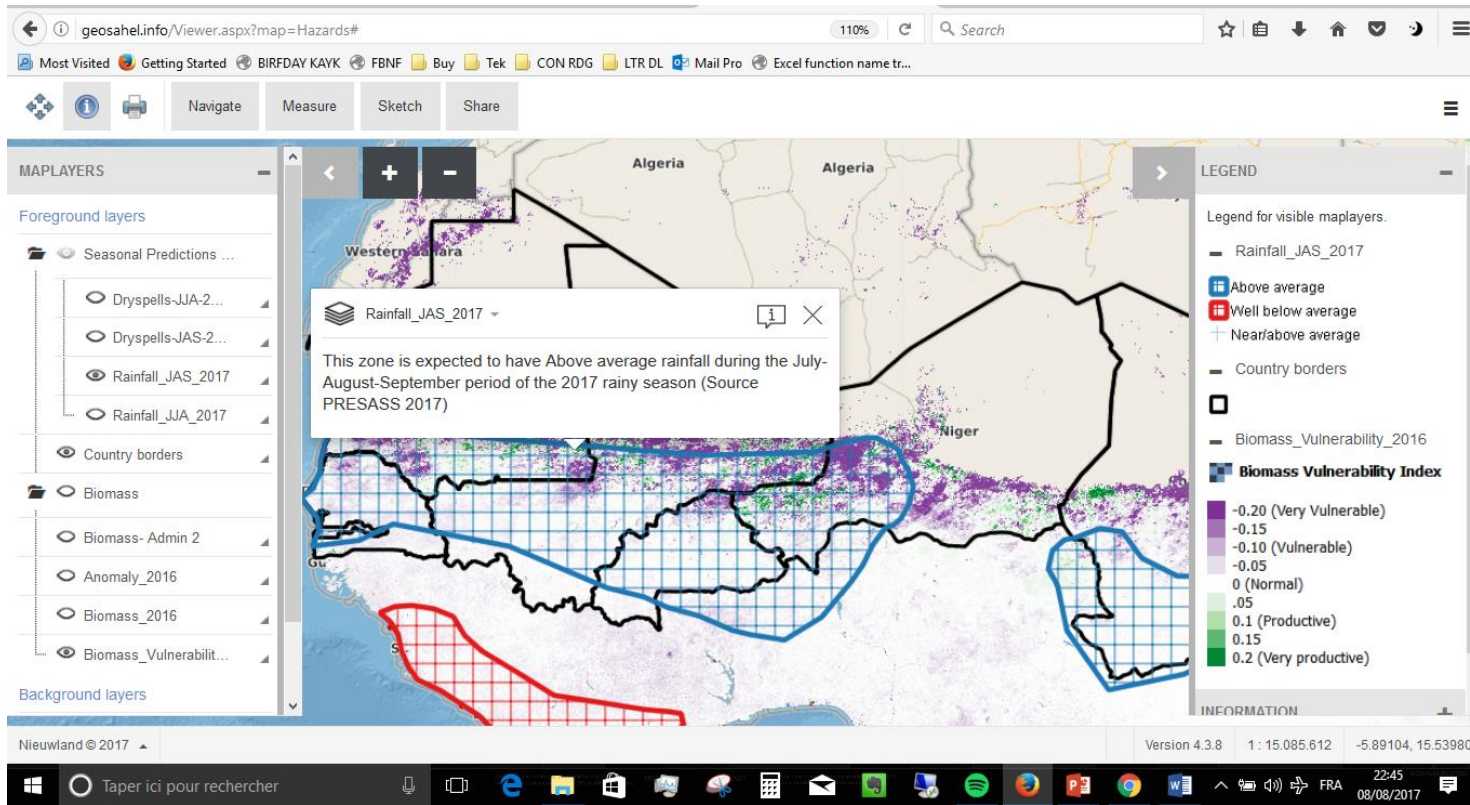 geosahel.info/Viewer.aspx?map=Hazards#
110%
Search
Most Visited
Getting Started
BIRFDAY KAYK
FBNF
Buy
Tek
CON RDG
LTR DL
Mail Pro
Excel function name tr...
Navigate
Measure
Sketch
Share
MAPLAYERS
Foreground layers
Seasonal Predictions ...
Dryspells-JJA-2...
Dryspells-JAS-2...
Rainfall_JAS_2017
Rainfall_JJA_2017
Country borders
Biomass
Biomass- Admin 2
Anomaly_2016
Biomass_2016
Biomass_Vulnerabilit...
Background layers
Algeria
Algeria
Western Sahara
Rainfall_JAS_2017
This zone is expected to have Above average rainfall during the July-
August-September period of the 2017 rainy season (Source
PRESASS 2017)
Niger
Gu
S
LEGEND
Legend for visible maplayers.
Rainfall_JAS_2017
Above average
Well below average
Near/above average
Country borders
Biomass_Vulnerability_2016
Biomass Vulnerability Index
-0.20 (Very Vulnerable)
-0.15
-0.10 (Vulnerable)
-0.05
0 (Normal)
.05
0.1 (Productive)
0.15
0.2 (Very productive)
INFORMATION
Nieuwland © 2017
Version 4.3.8
1 : 15.085.612
-5.89104, 15.53980
Taper ici pour rechercher
FRA
22:45
08/08/2017